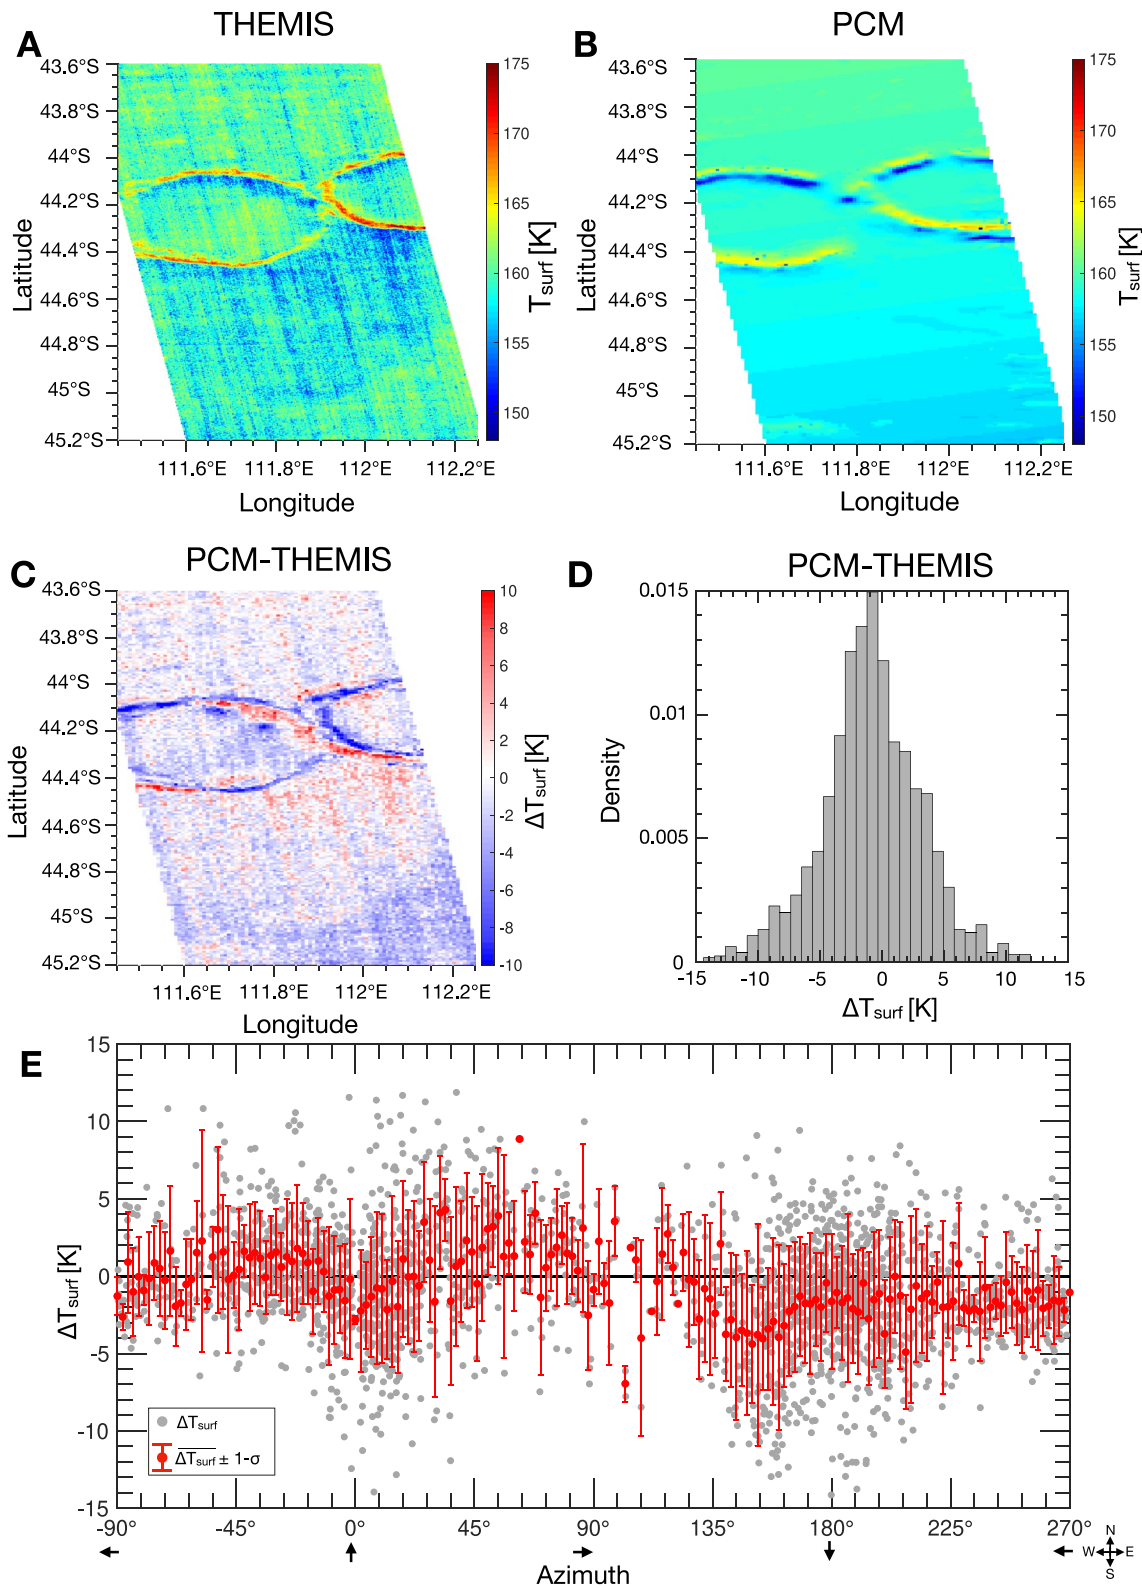 THEMIS
PCM
A
B
43.6°S
43.8°S
44°S
44.2°S
44.4°S
44.6°S
44.8°S
45°S
45.2°S
Latitude
111.6°E 111.8°E 112°E 112.2°E
Longitude
175
170
165
160
155
150
Tsurf [K]
43.6°S
43.8°S
44°S
44.2°S
44.4°S
44.6°S
44.8°S
45°S
45.2°S
Latitude
111.6°E 111.8°E 112°E 112.2°E
Longitude
175
170
165
160
155
150
Tsurf [K]
PCM-THEMIS
C
43.6°S
43.8°S
44°S
44.2°S
44.4°S
44.6°S
44.8°S
45°S
45.2°S
Latitude
111.6°E 111.8°E 112°E 112.2°E
Longitude
10
8
6
4
2
0
-2
-4
-6
-8
-10
ΔTsurf [K]
PCM-THEMIS
D
0.015
0.01
0.005
0
Density
-15 -10 -5 0 5 10 15
ΔTsurf [K]
E
15
10
5
0
-5
-10
-15
ΔTsurf [K]
ΔTsurf
ΔTsurf ± 1-σ
-90° -45° 0° 45° 90° 135° 180° 225° 270°
Azimuth
N
W E
S